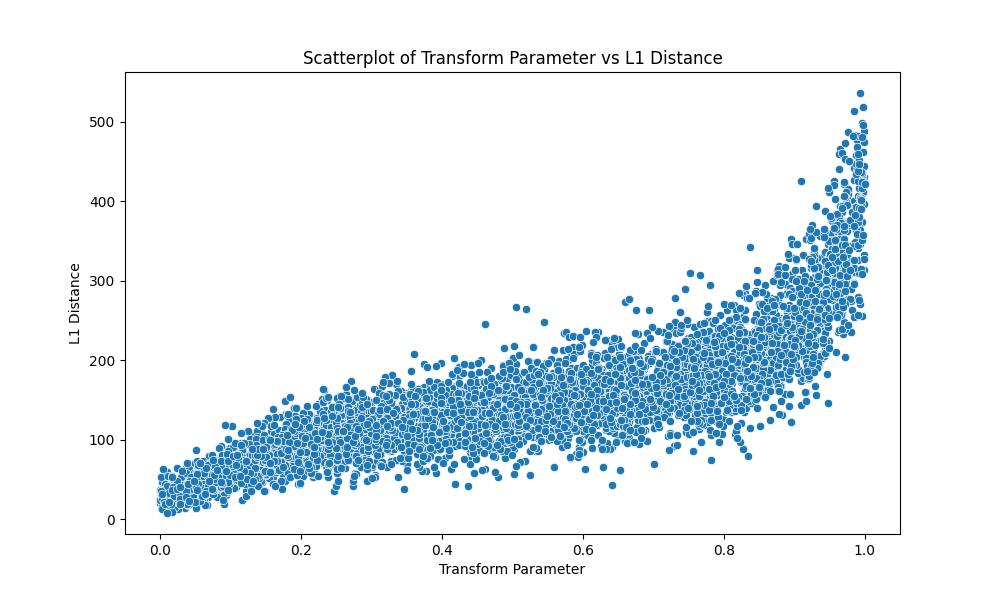 Scatterplot of Transform Parameter vs L1 Distance
500
400
300
200
100
0
L1 Distance
0.0 0.2 0.4 0.6 0.8 1.0
Transform Parameter